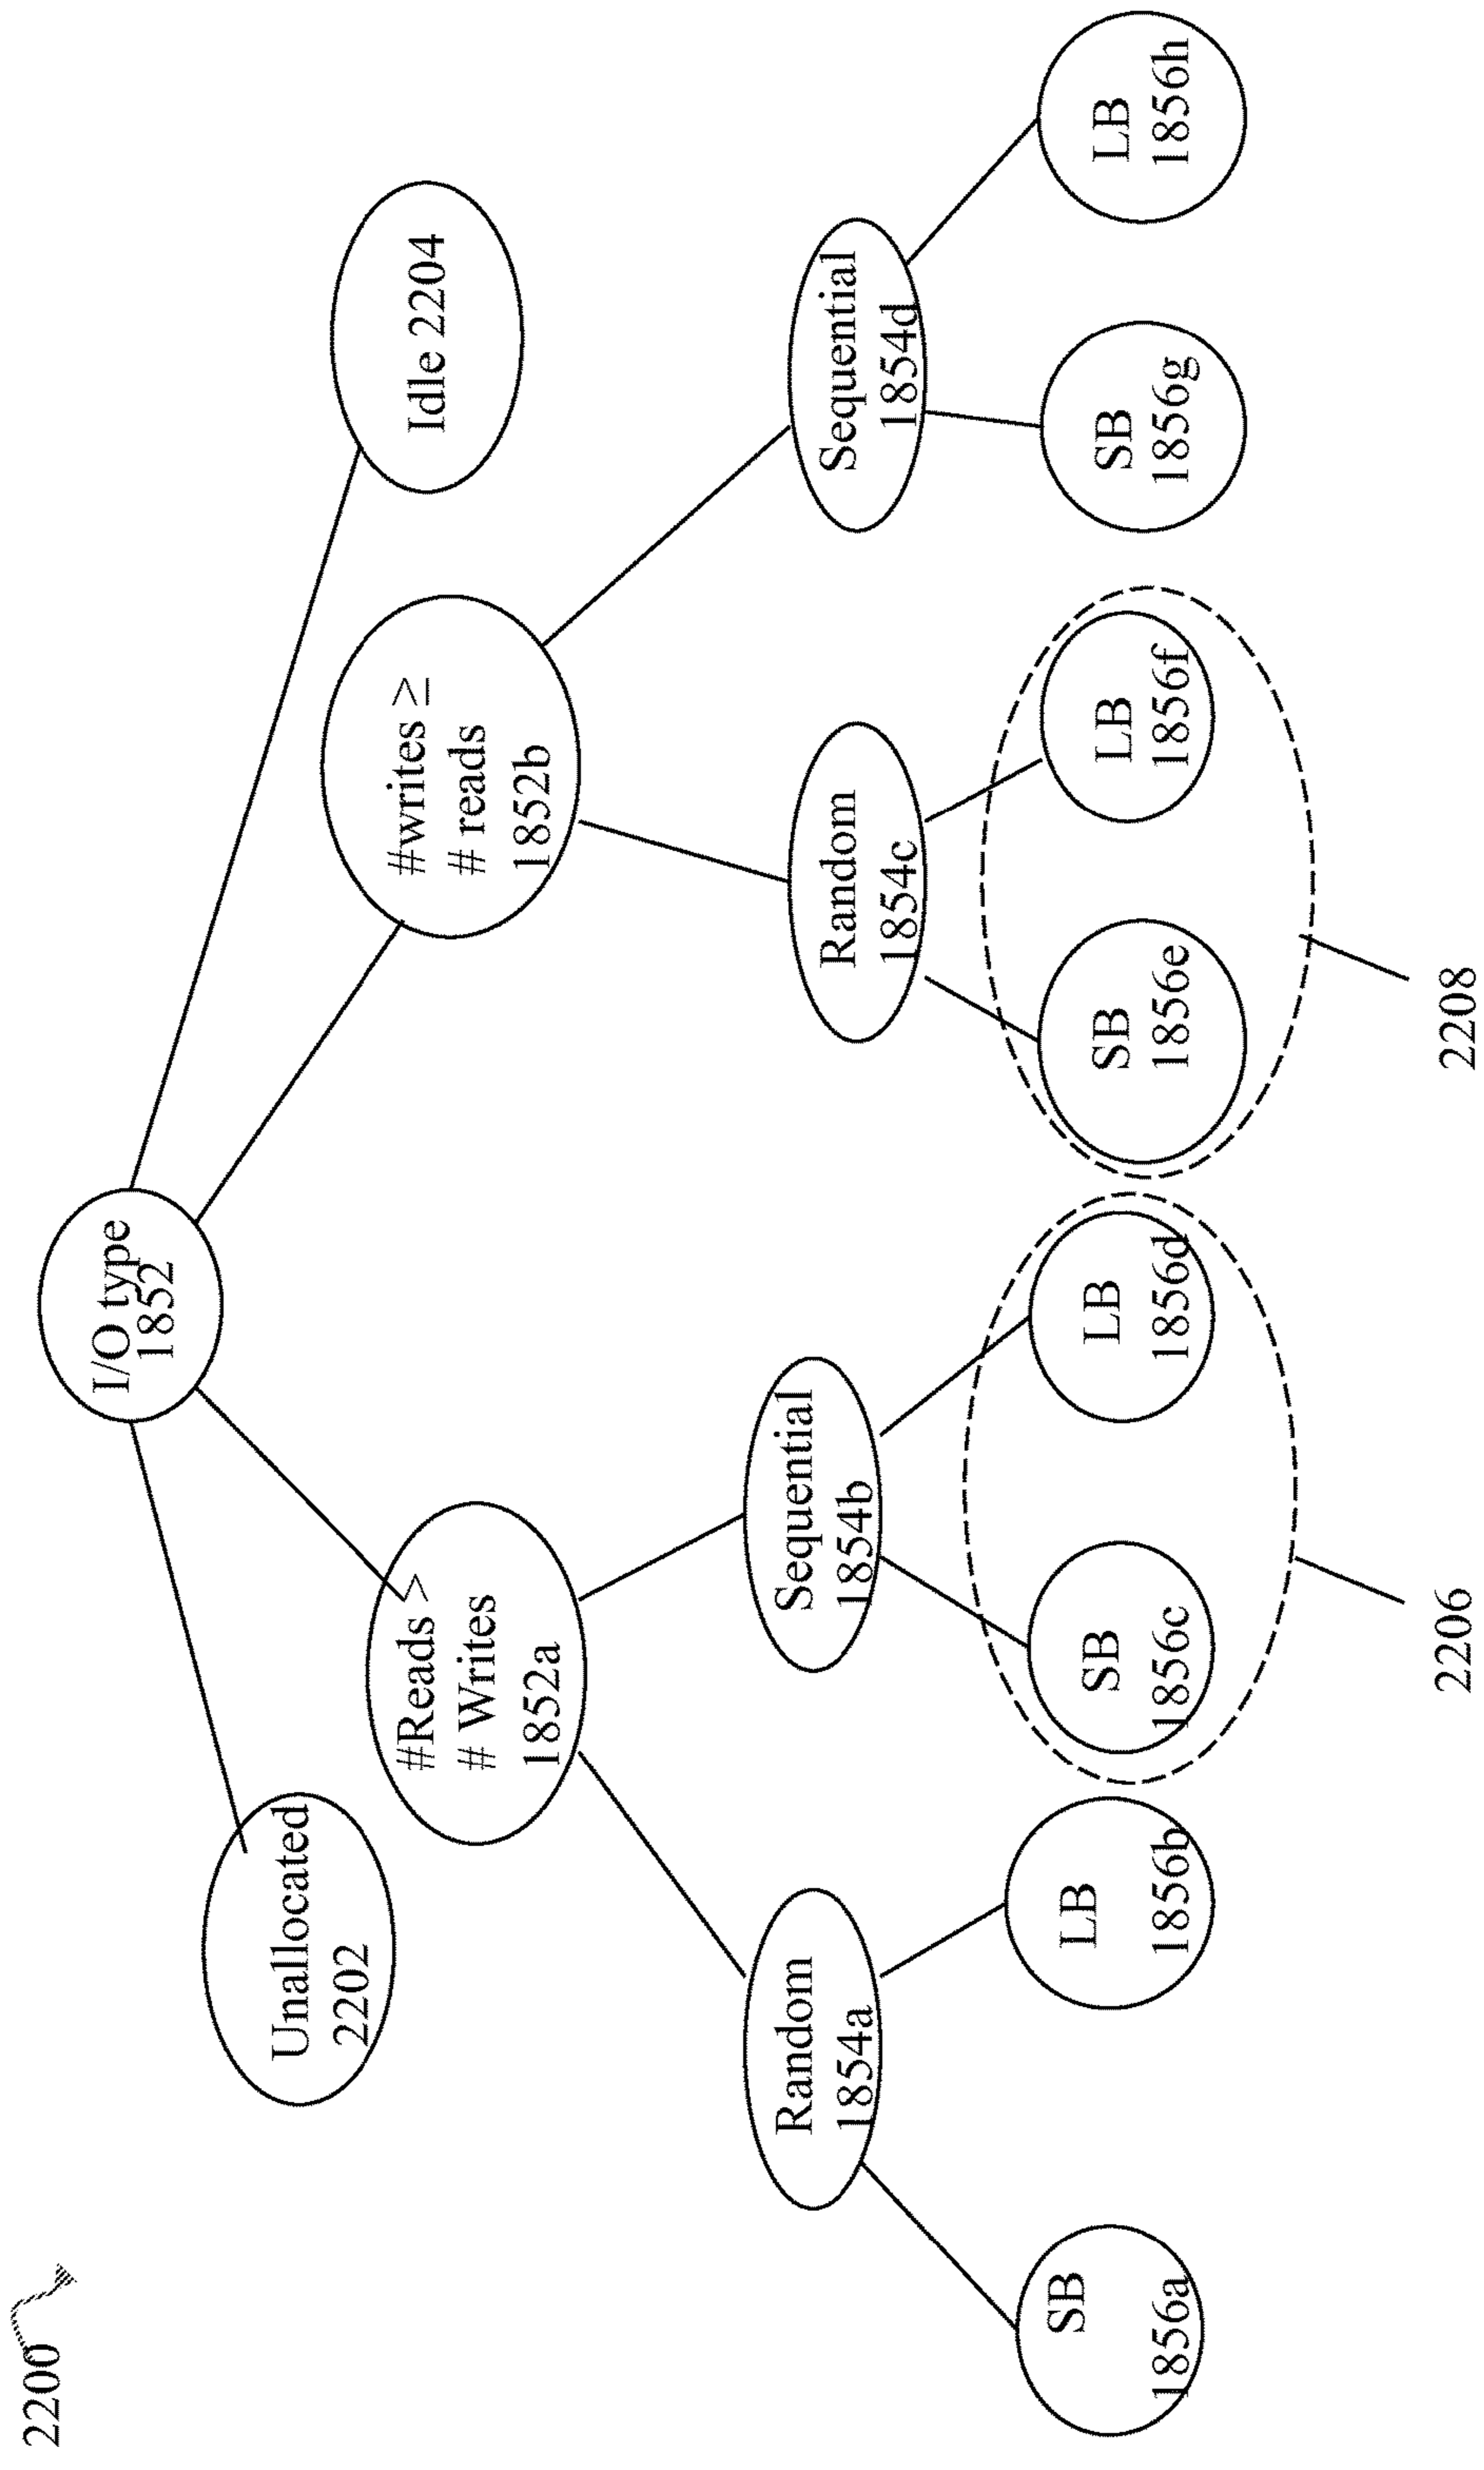 2200
I/O type
1852
Unallocated
2202
#Reads >
# Writes
1852a
#writes ≥
# reads
1852b
Idle 2204
Random
1854a
Sequential
1854b
Random
1854c
Sequential
1854d
SB
1856a
LB
1856b
SB
1856c
LB
1856d
SB
1856e
LB
1856f
SB
1856g
LB
1856h
2206
2208